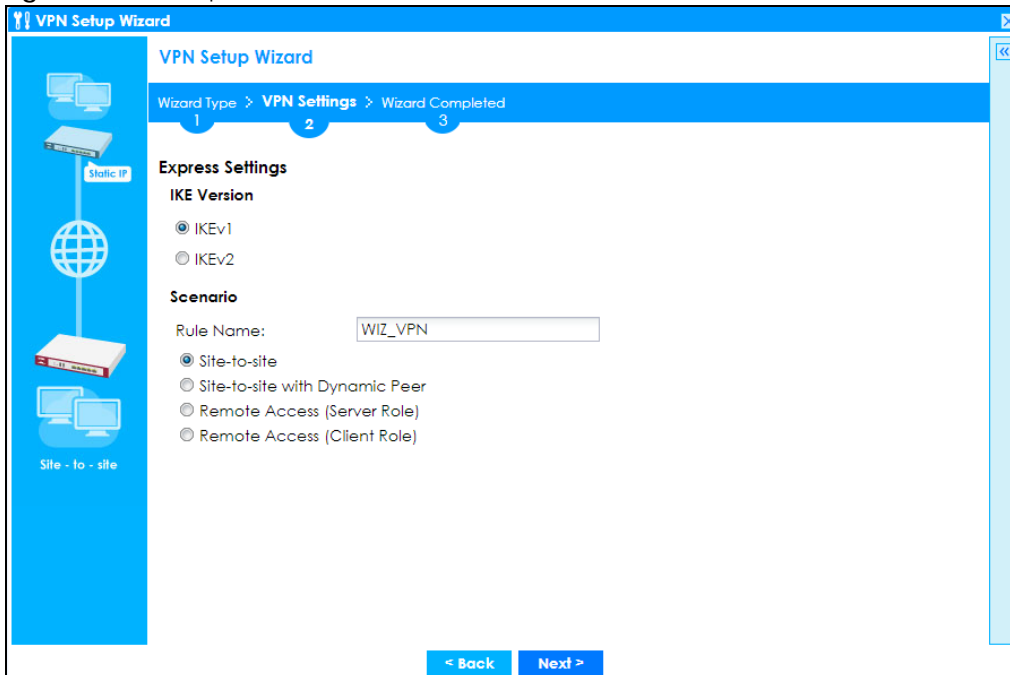 VPN Setup Wizard
VPN Setup Wizard
Wizard Type > VPN Settings > Wizard Completed
1 2 3
Static IP
Express Settings
IKE Version
IKEv1
IKEv2
Scenario
Rule Name: WIZ_VPN
Site-to-site
Site-to-site with Dynamic Peer
Remote Access (Server Role)
Remote Access (Client Role)
Site - to - site
< Back Next >